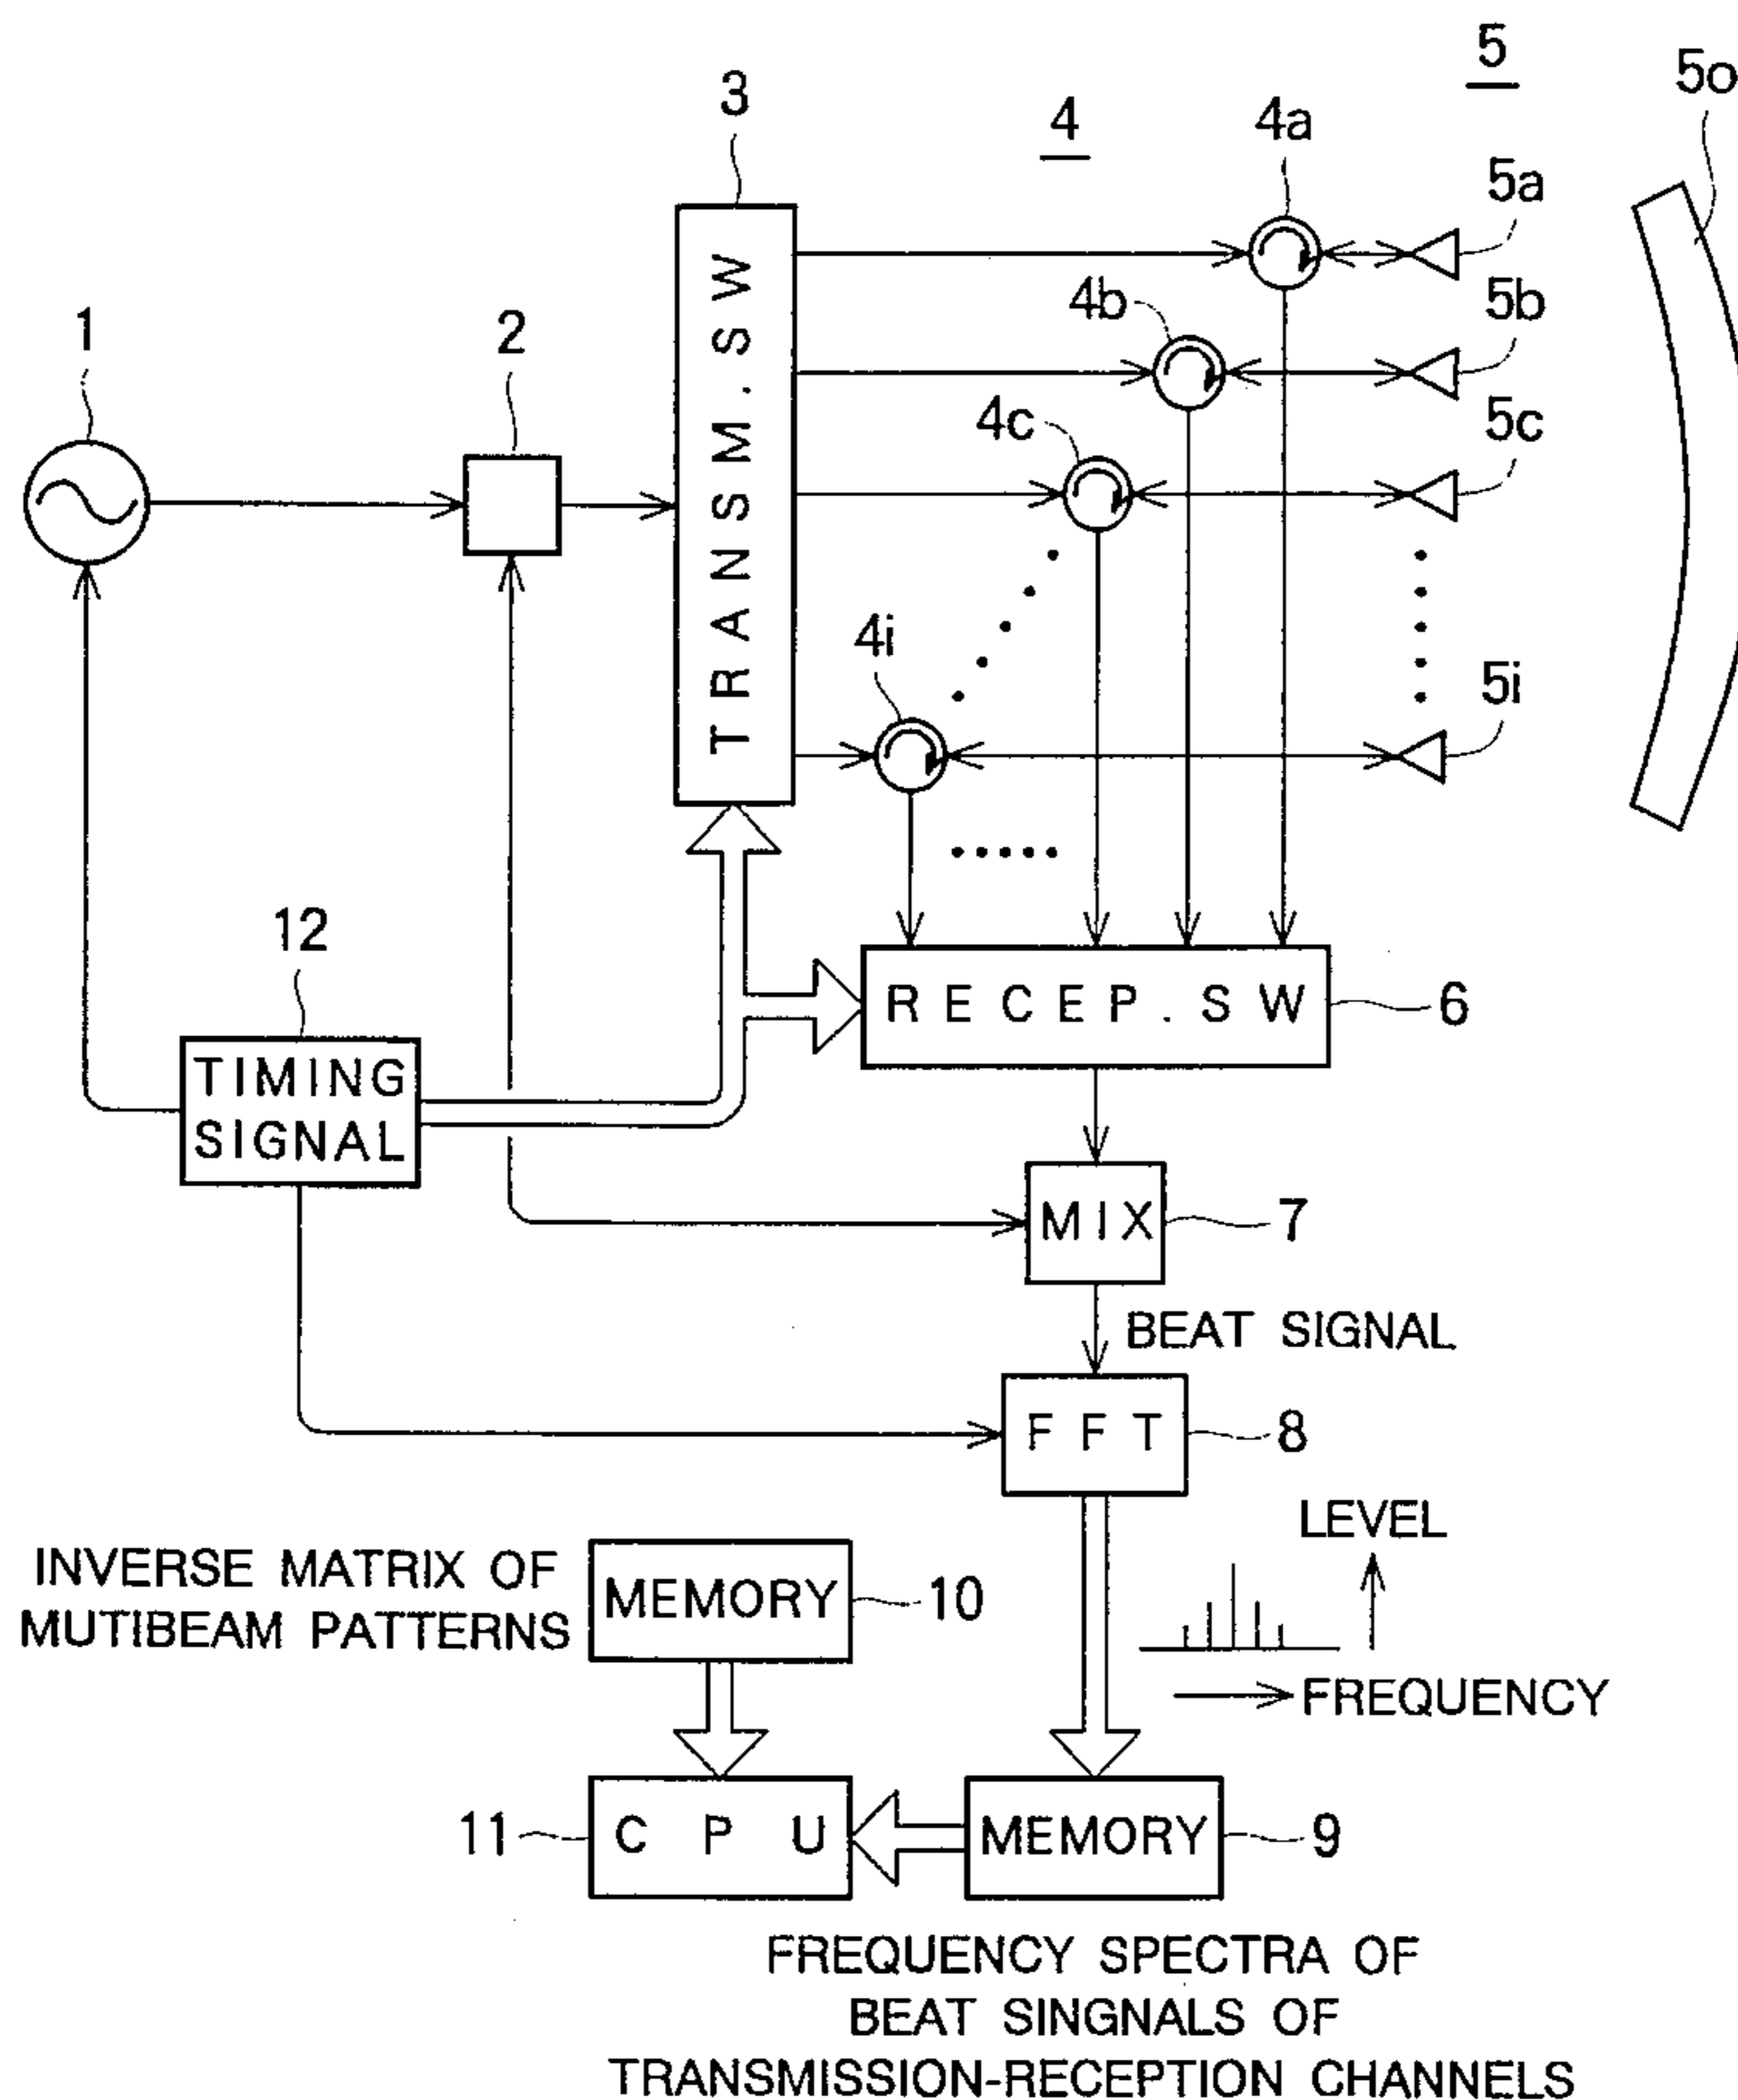 5
5o
3
4
4a
5a
4b
5b
1
2
4c
5c
TRANSM.SW
4i
5i
12
RECEP.SW
6
TIMING
SIGNAL
MIX
7
BEAT SIGNAL
FFT
8
LEVEL
INVERSE MATRIX OF
MUTIBEAM PATTERNS
MEMORY
10
FREQUENCY
11
CPU
MEMORY
9
FREQUENCY SPECTRA OF
BEAT SINGNALS OF
TRANSMISSION-RECEPTION CHANNELS